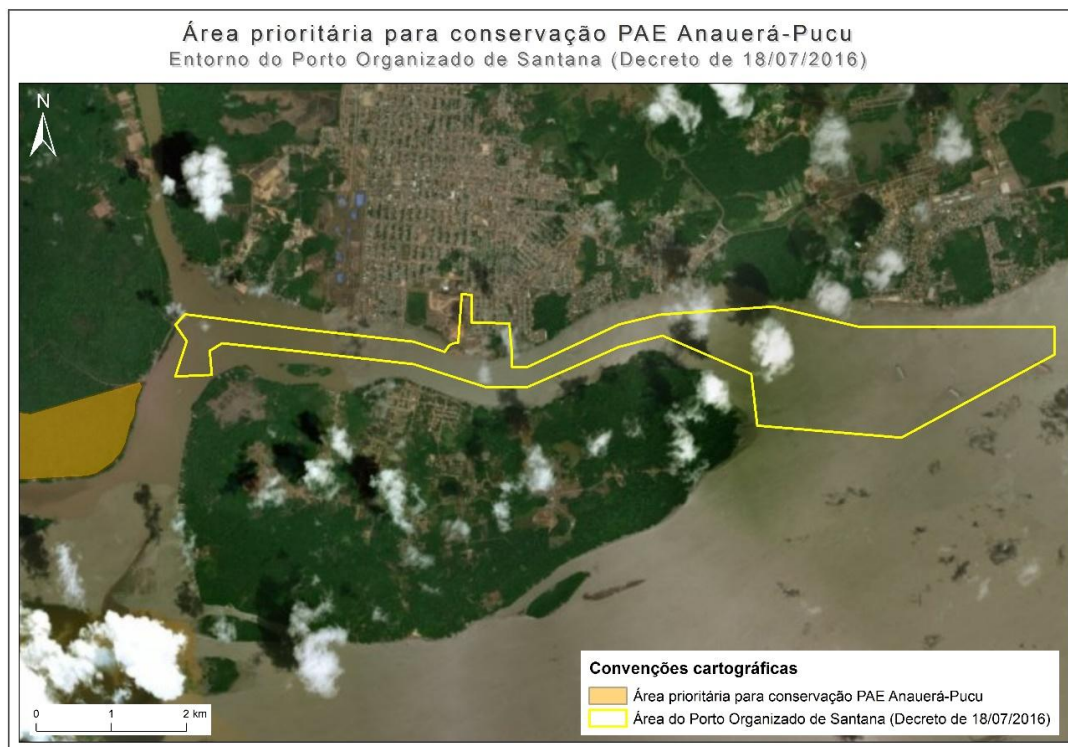 Área prioritária para conservação PAE Anauerá-Pucu
Entorno do Porto Organizado de Santana (Decreto de 18/07/2016)
N
Convenções cartográficas
Área prioritária para conservação PAE Anauerá-Pucu
Área do Porto Organizado de Santana (Decreto de 18/07/2016)
0 1 2 km